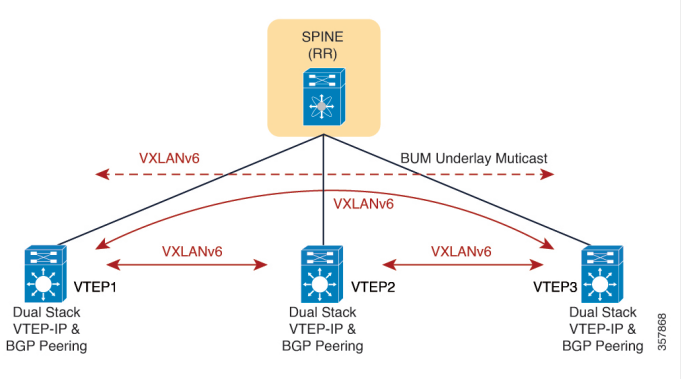 SPINE
(RR)
VXLANv6
BUM Underlay Muticast
VXLANv6
VXLANv6
VXLANv6
VTEP1
VTEP2
VTEP3
Dual Stack
VTEP-IP &
BGP Peering
Dual Stack
VTEP-IP &
BGP Peering
Dual Stack
VTEP-IP &
BGP Peering
357868